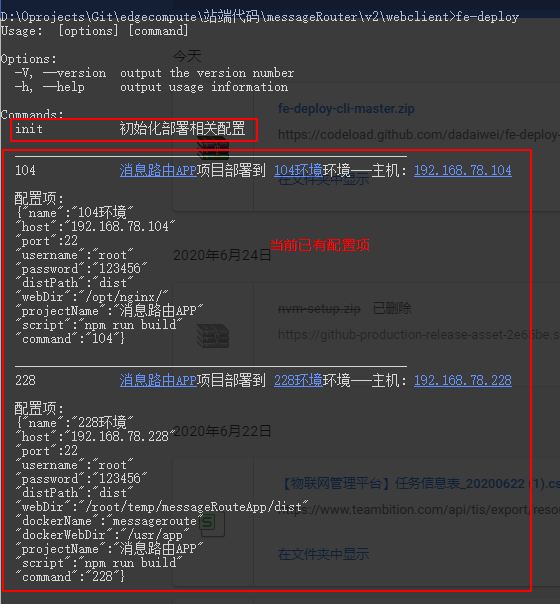 D:\Oprojects\Git\edgecompute\站端代码\messageRouter\v2\webclient>fe-deploy
Usage:  [options] [command]
今天
Options:
-V, --version  output the version number
-h, --help     output usage information
fe-deploy-cli-master.zip
Commands:
init          初始化部署相关配置
https://codeload.github.com/dadaiwei/fe-deploy-
104          消息路由APP项目部署到 104环境环境——主机: 192.168.78.104
在文件夹中显示
配置项:
{"name":"104环境"
"host":"192.168.78.104"
"port":22
"username":"root"
当前已有配置项
2020年6月24日
"password":"123456"
"distPath":"dist"
"webDir":"/opt/nginx/"
"projectName":"消息路由APP"
nvm-setup.zip 已删除
"script":"npm run build"
"command":"104"}
https://github-production-release-asset-2e65be.s
228          消息路由APP项目部署到 228环境环境——主机: 192.168.78.228
配置项:
{"name":"228环境"
"host":"192.168.78.228"
2020年6月22日
"port":22
"username":"root"
"password":"123456"
【物联网管理平台】任务信息表_20200622 (1).cs
"distPath":"dist"
"webDir":"/root/temp/messageRouteApp/dist"
https://www.teambition.com/api/tis/export/resou
"dockerName":"messageroute"
"dockerWebDir":"/usr/app"
"projectName":"消息路由APP"
在文件夹中显示
"script":"npm run build"
"command":"228"}